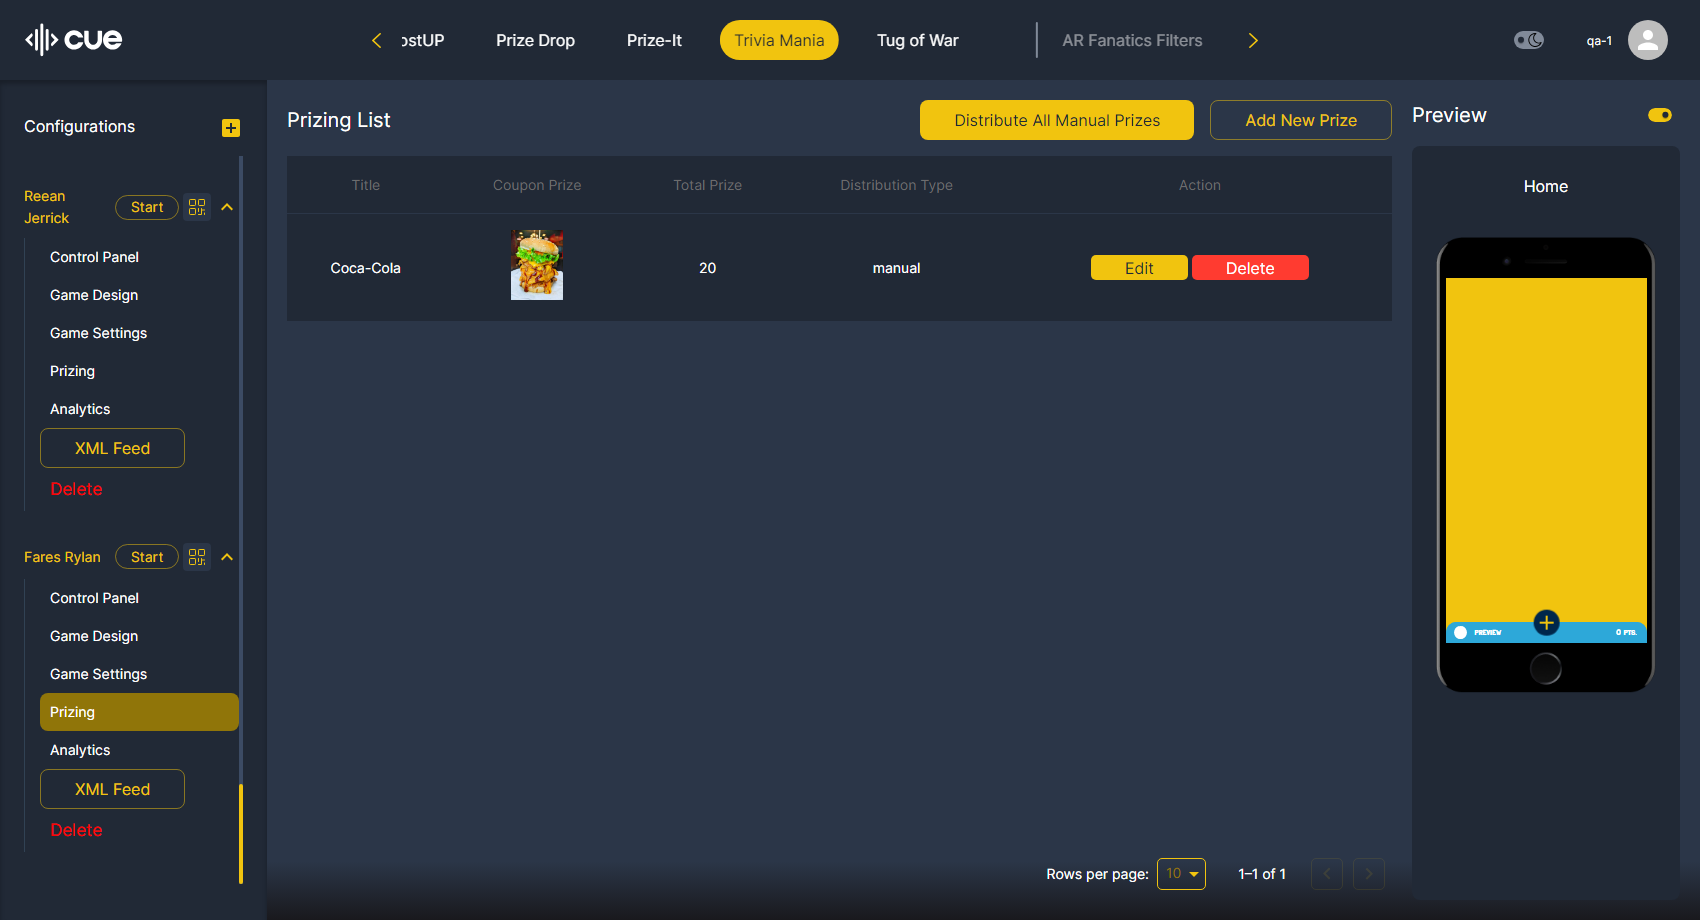 cue
ostUP
Prize Drop
Prize-It
Trivia Mania
Tug of War
AR Fanatics Filters
qa-1
Configurations
Reean
Jerrick
Start
Control Panel
Game Design
Game Settings
Prizing
Analytics
XML Feed
Delete
Fares Rylan
Start
Control Panel
Game Design
Game Settings
Prizing
Analytics
XML Feed
Delete
Prizing List
Distribute All Manual Prizes
Add New Prize
Title
Coupon Prize
Total Prize
Distribution Type
Action
Coca-Cola
20
manual
Edit
Delete
Rows per page:
10
1–1 of 1
Preview
Home
PREVIEW
0 PTS.